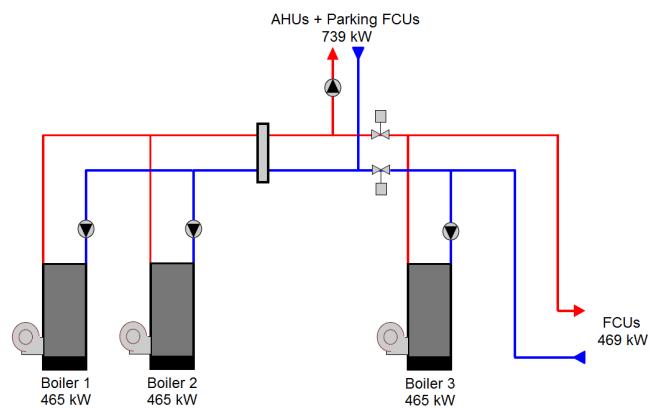 AHUs + Parking FCUs
739 kW
FCUs
469 kW
Boiler 1
465 kW
Boiler 2
465 kW
Boiler 3
465 kW